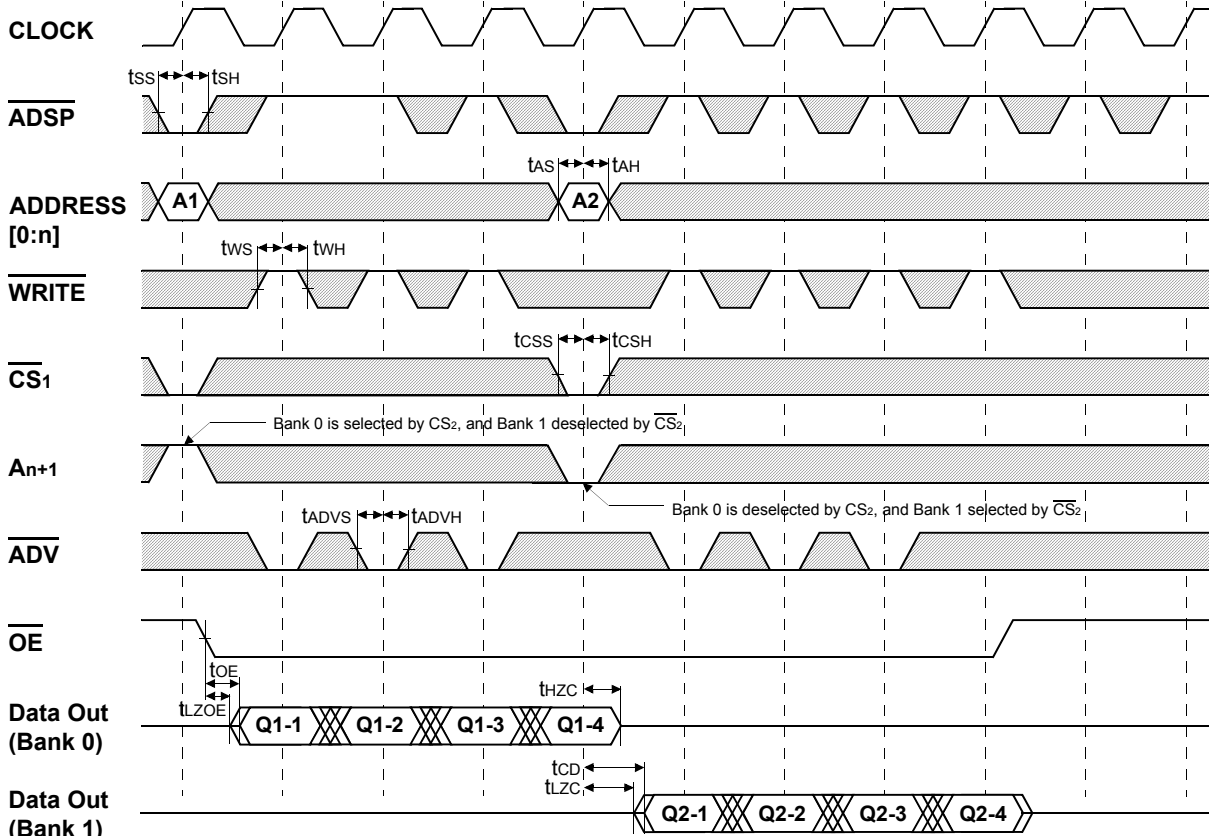 CLOCK
tSS tSH
ADSP
tAS tAH
ADDRESS
[0:n]
A1 A2
tWS tWH
WRITE
tCSS tCSH
CS1
Bank 0 is selected by CS2, and Bank 1 deselected by CS2
An+1
Bank 0 is deselected by CS2, and Bank 1 selected by CS2
tADVS tADVH
ADV
OE
tOE
tHZC
tLZOE
Data Out
(Bank 0)
Q1-1 Q1-2 Q1-3 Q1-4
tCD
tLZC
Data Out
(Bank 1)
Q2-1 Q2-2 Q2-3 Q2-4